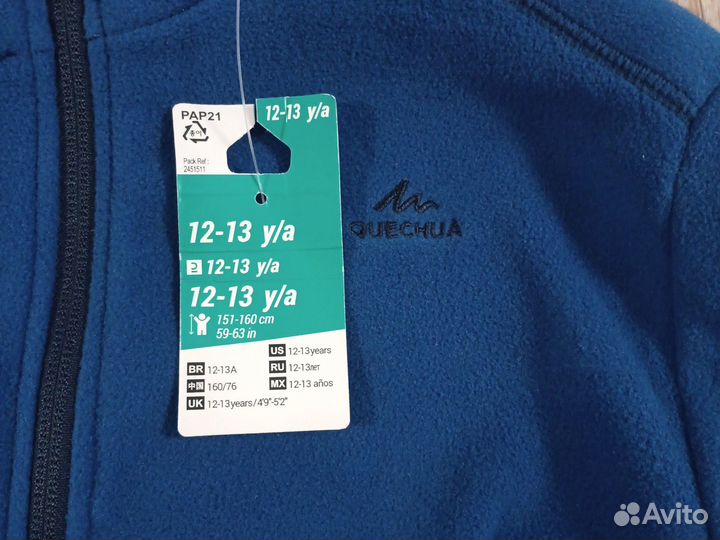 PAP21
12-13 y/a
종이
Pack Ref :
2451511
12-13 y/a
12-13 y/a
12-13 y/a
151-160 cm
59-63 in
US 12-13years
BR 12-13A
RU 12-13лет
中国 160/76
MX 12-13 años
UK 12-13years/4'9"-5'2"
QUECHUA
Avito